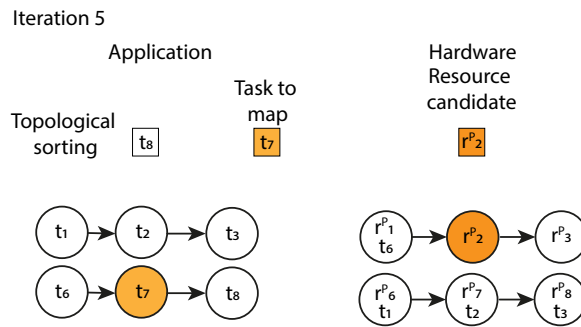 Iteration 5
Application
Hardware
Resource
candidate
Task to
map
Topological
sorting
t₈
t₇
rᴾ₂
t₁ t₂ t₃
rᴾ₁
t₆
rᴾ₂ rᴾ₃
t₆ t₇ t₈
rᴾ₆ rᴾ₇ rᴾ₈
t₁ t₂ t₃